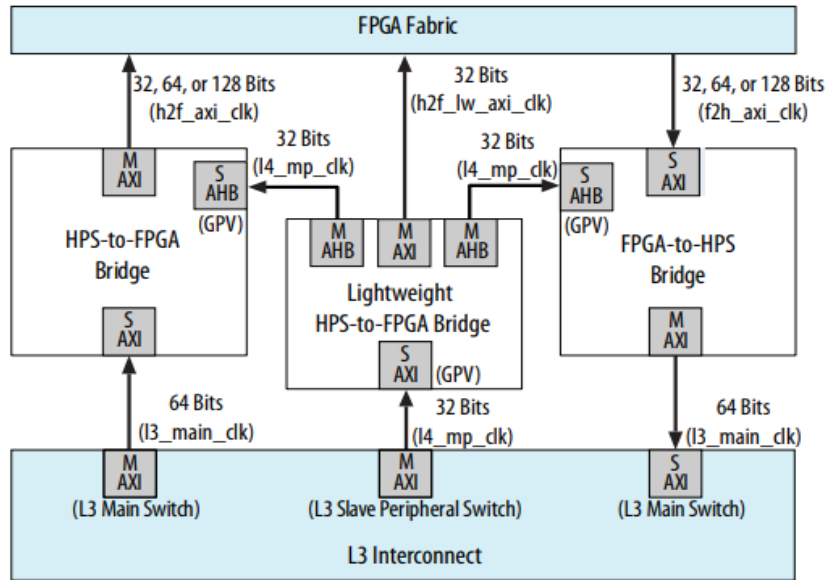 FPGA Fabric
32, 64, or 128 Bits
(h2f_axi_clk)
32 Bits
(h2f_lw_axi_clk)
32, 64, or 128 Bits
(f2h_axi_clk)
32 Bits
(l4_mp_clk)
32 Bits
(l4_mp_clk)
M
AXI
S
AHB
(GPV)
HPS-to-FPGA
Bridge
S
AXI
M
AHB
M
AXI
M
AHB
Lightweight
HPS-to-FPGA Bridge
S
AXI
(GPV)
S
AHB
(GPV)
S
AXI
FPGA-to-HPS
Bridge
M
AXI
64 Bits
(l3_main_clk)
32 Bits
(l4_mp_clk)
64 Bits
(l3_main_clk)
M
AXI
(L3 Main Switch)
M
AXI
(L3 Slave Peripheral Switch)
S
AXI
(L3 Main Switch)
L3 Interconnect